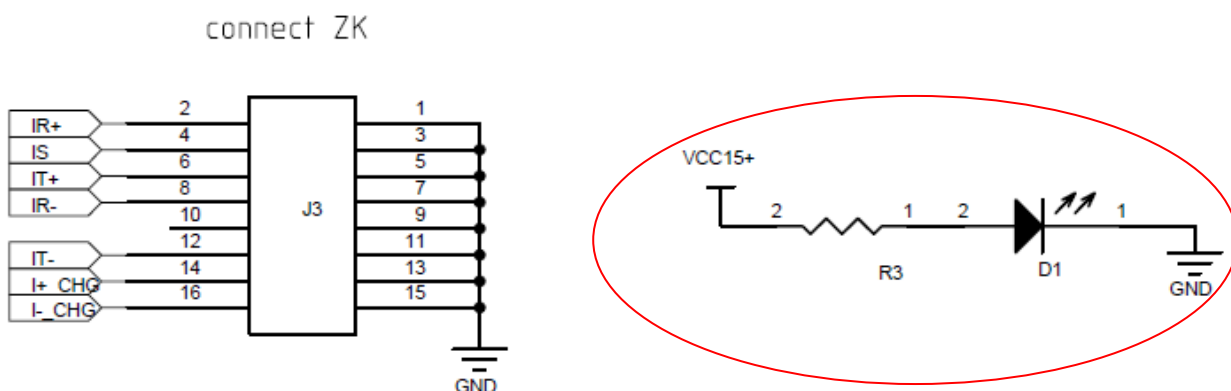 connect ZK
IR+ 2 1
IS 4 3
IT+ 6 5
IR- 8 7
10 9
IT- 12 11
I+_CHG 14 13
I-_CHG 16 15
J3
GND
VCC15+
2 1 2 1
R3 D1
GND